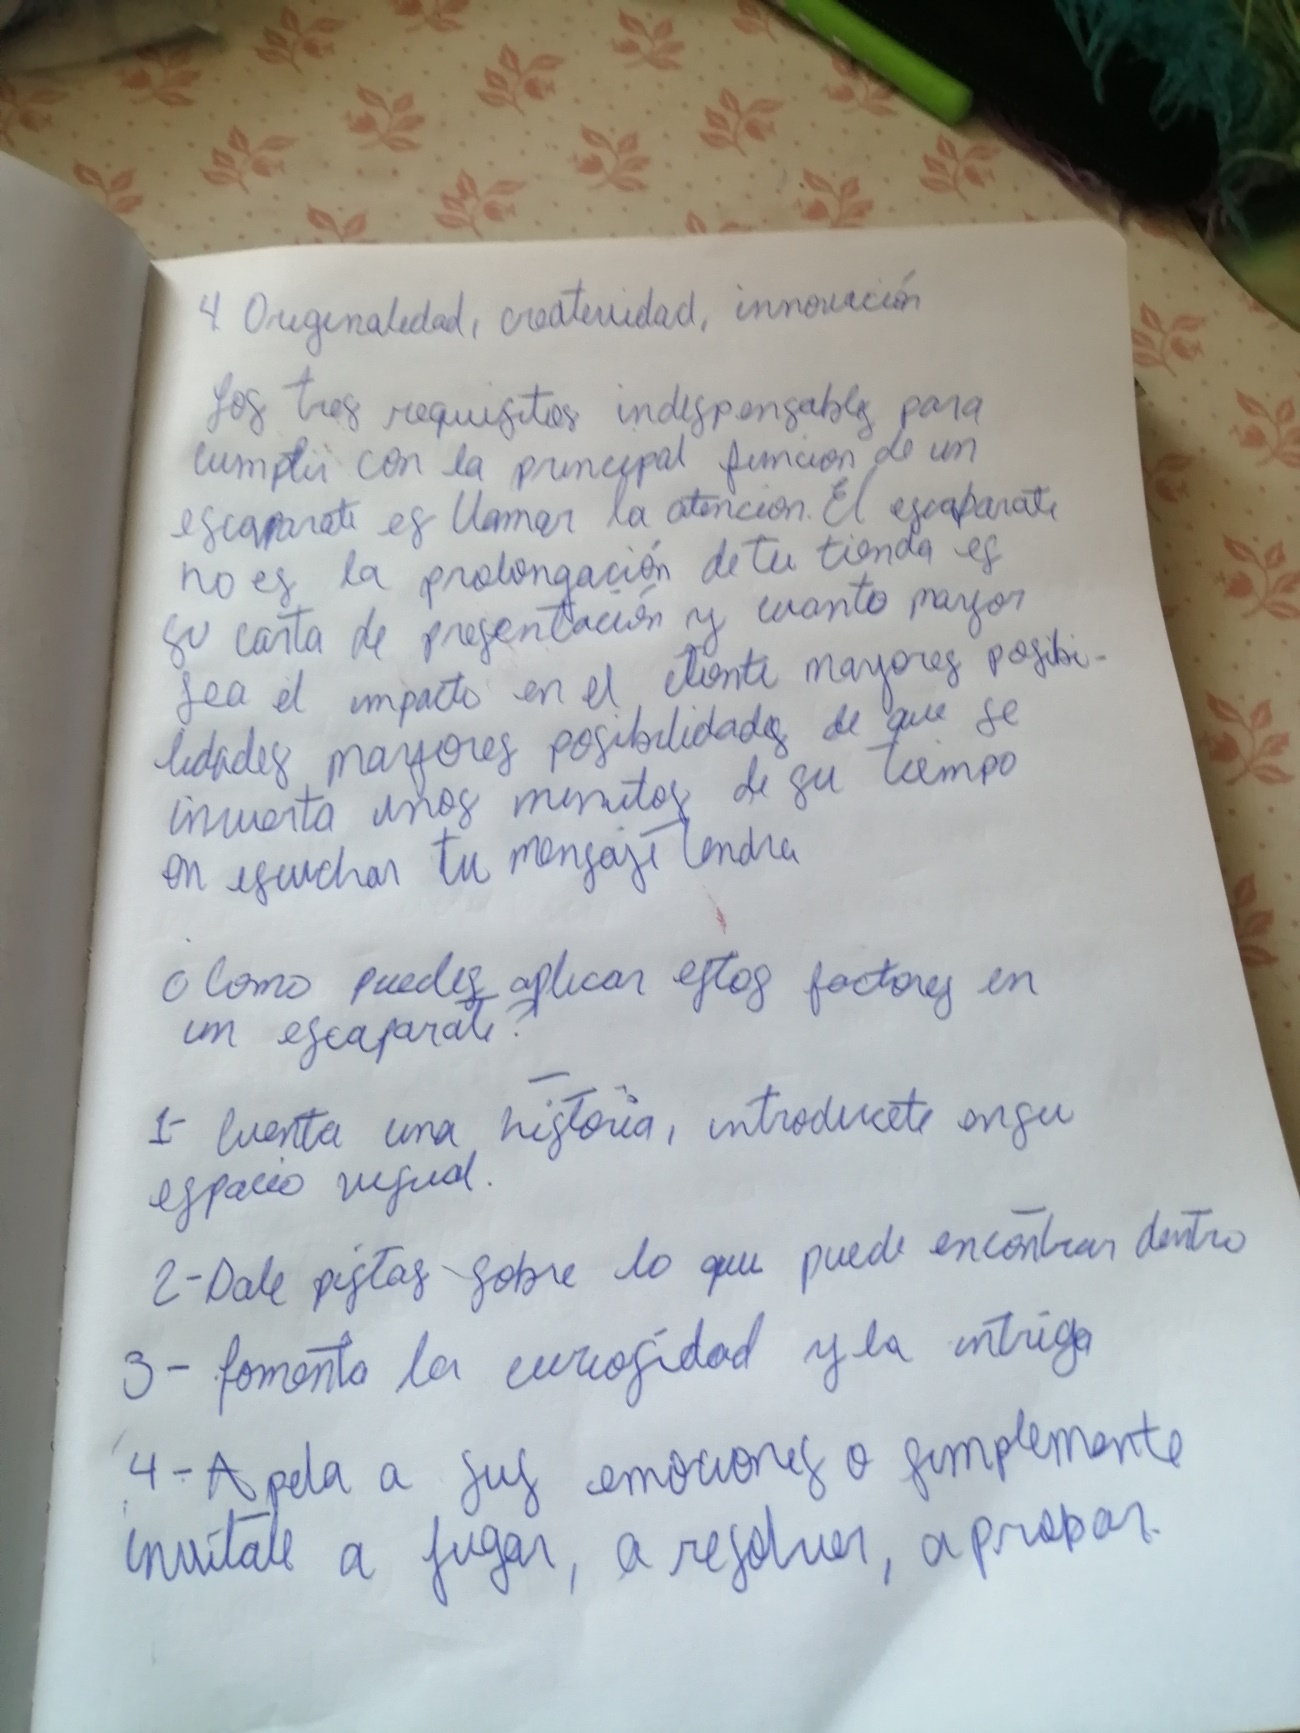 4. Originalidad, creatividad, innovación
Los tres requisitos indispensables para
cumplir con la principal funcion de un
escaparate es llamar la atencion. El escaparate
no es la prolongación de tu tienda es
su carta de presentación y cuanto mayor
sea el impacto en el cliente mayores posibi-
lidades mayores posibilidades de que se
invierta unos minutos de su tiempo
en escuchar tu mensaje tendra
¿Como puedes aplicar estos factores en
un escaparate?
1- Cuenta una historia, introducete en su
espacio visual.
2- Dale pistas sobre lo que puede encontrar dentro
3- fomenta la curiosidad y la intriga
4- Apela a sus emociones o simplemente
invitale a jugar, a resolver, a probar.